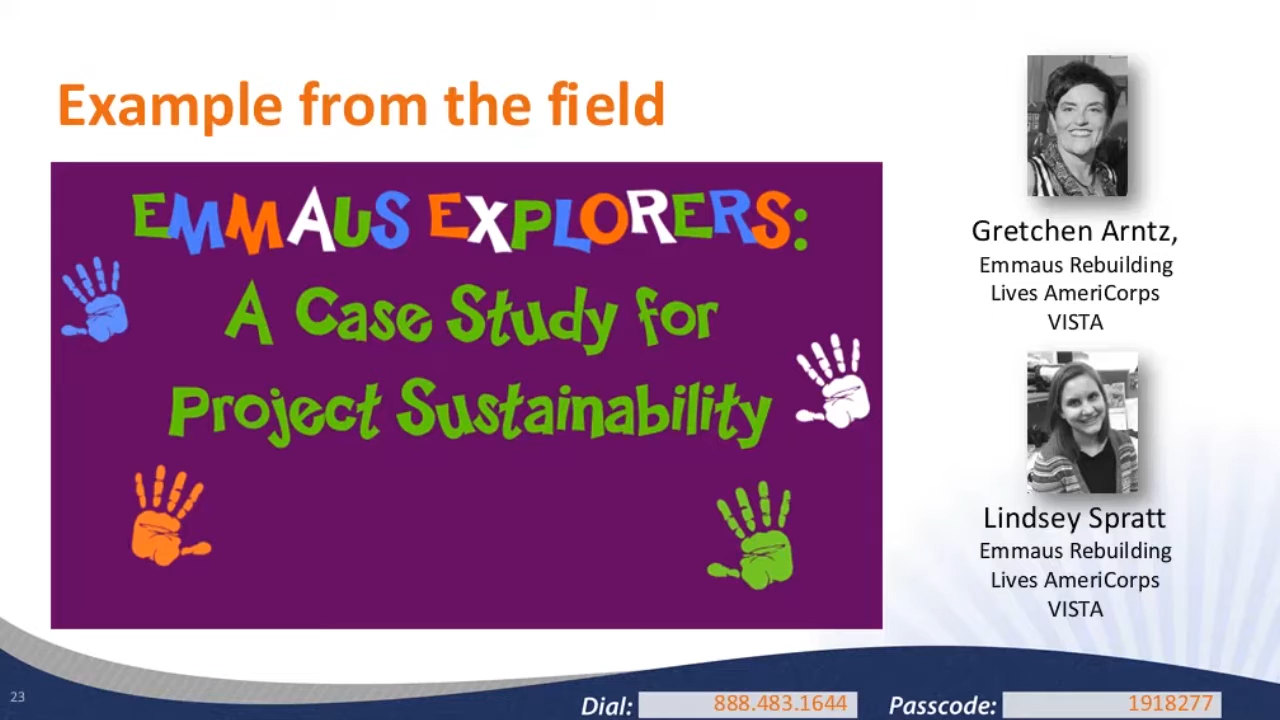 Example from the field
EMMAUS EXPLORERS:
A Case Study for
Project Sustainability
Gretchen Arntz,
Emmaus Rebuilding
Lives AmeriCorps
VISTA
Lindsey Spratt
Emmaus Rebuilding
Lives AmeriCorps
VISTA
23
Dial: 888.483.1644 Passcode: 1918277